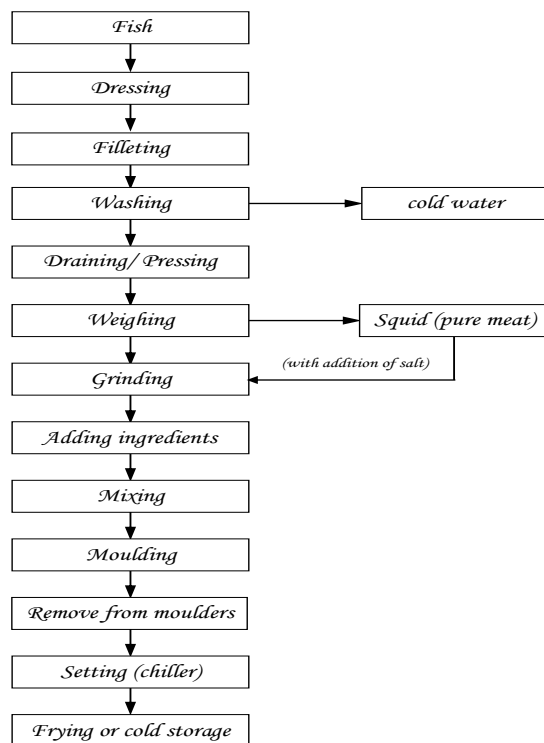 Fish
Dressing
Filleting
Washing
cold water
Draining/ Pressing
Weighing
Squid (pure meat)
(with addition of salt)
Grinding
Adding ingredients
Mixing
Moulding
Remove from moulders
Setting (chiller)
Frying or cold storage